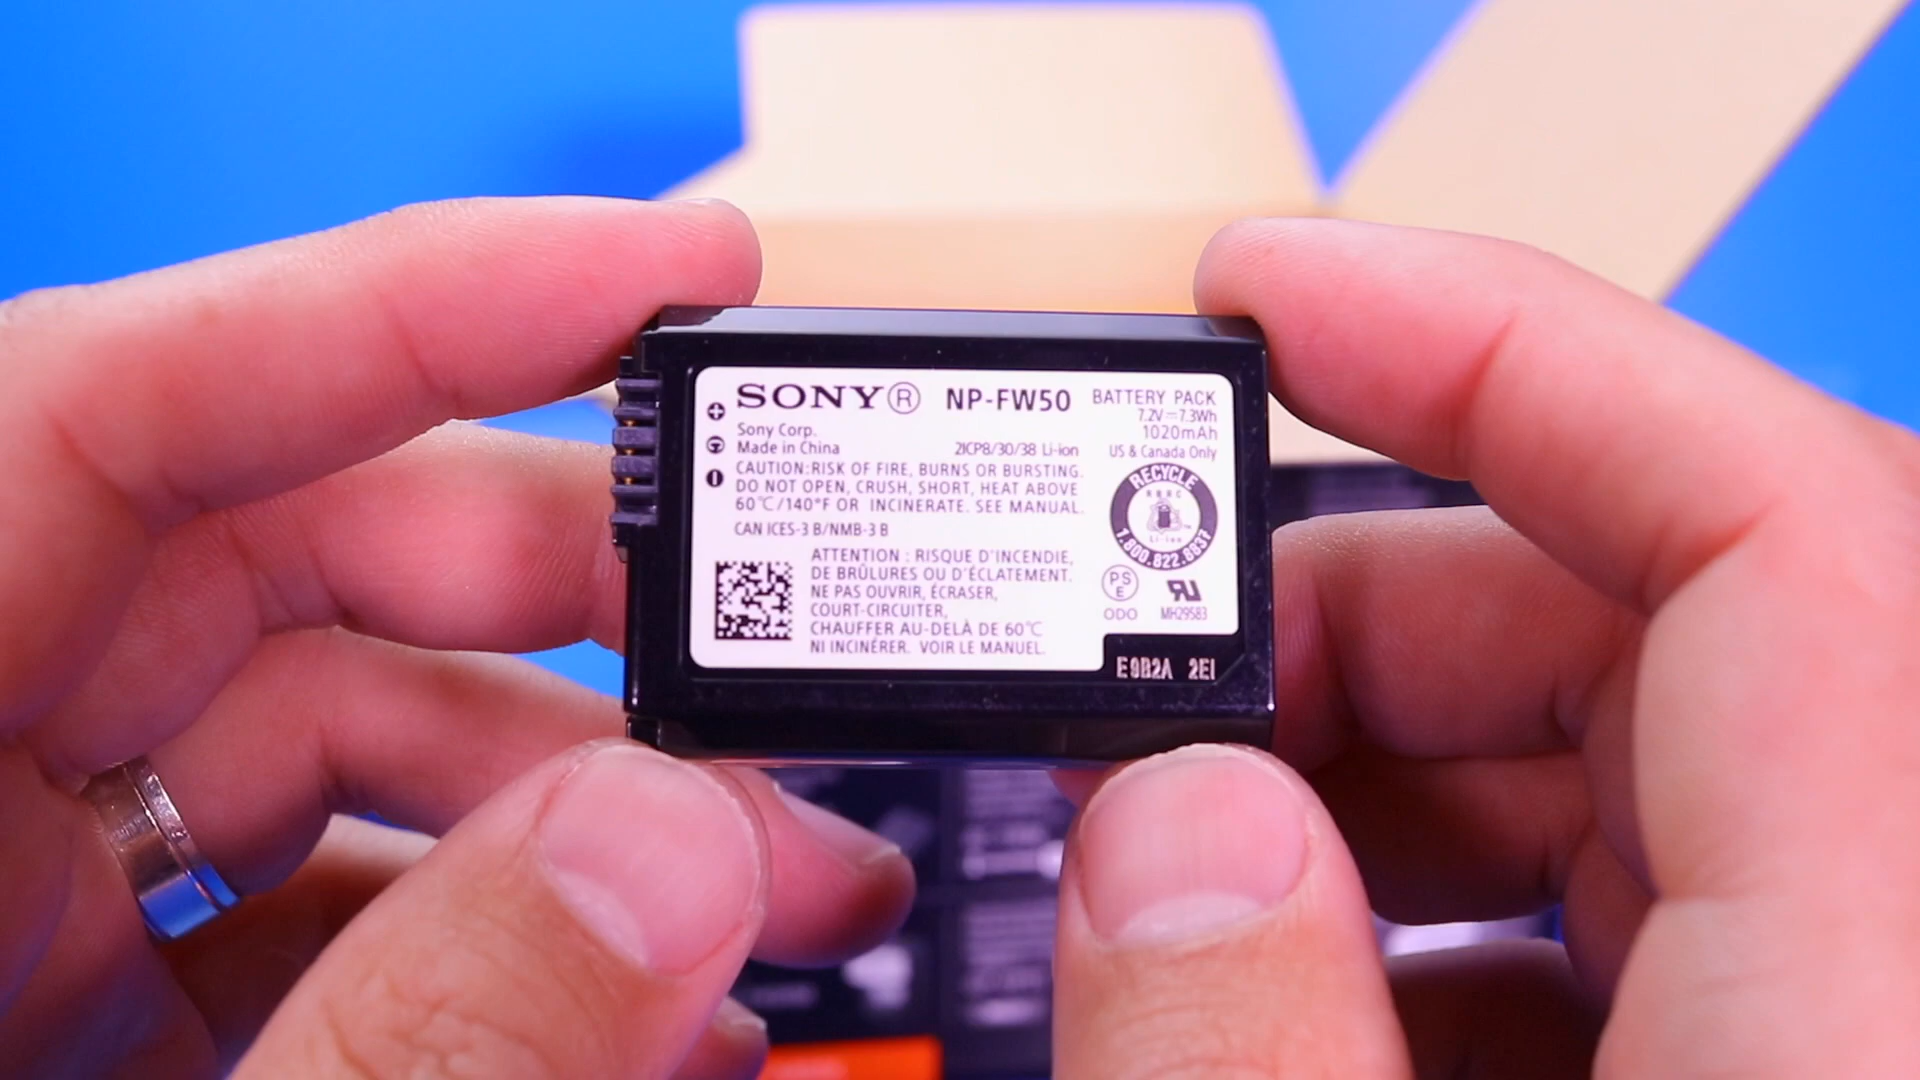 SONY® NP-FW50 BATTERY PACK
7.2V⎓7.3Wh
Sony Corp. 1020mAh
Made in China 2ICP8/30/38 Li-ion US & Canada Only
CAUTION:RISK OF FIRE, BURNS OR BURSTING.
DO NOT OPEN, CRUSH, SHORT, HEAT ABOVE
60℃/140°F OR INCINERATE. SEE MANUAL.
CAN ICES-3 B/NMB-3 B
RECYCLE
RBRC
Li-ion
1.800.822.8837
ATTENTION : RISQUE D'INCENDIE,
DE BRÛLURES OU D'ÉCLATEMENT.
NE PAS OUVRIR, ÉCRASER,
COURT-CIRCUITER,
CHAUFFER AU-DELÀ DE 60℃
NI INCINÉRER. VOIR LE MANUEL.
PS
E
ODO
MH29583
E9B2A 2EI